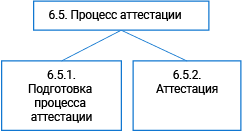 6.5. Процесс аттестации
6.5.1.
Подготовка
процесса
аттестации
6.5.2.
Аттестация